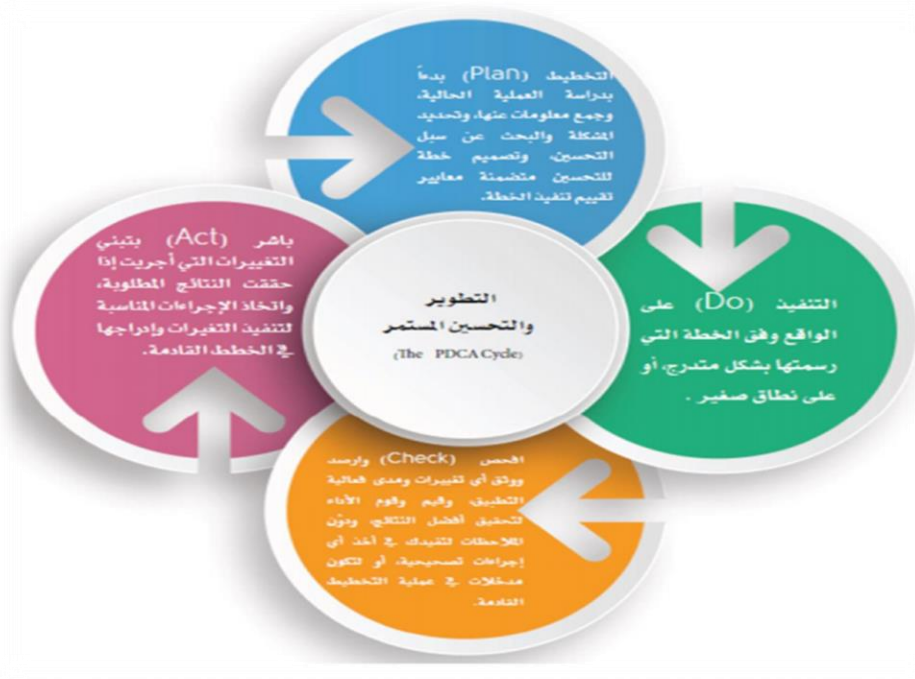 التخطيط (Plan) بدءاً
بدراسة العملية الحالية،
وجمع معلومات عنها، وتحديد
المشكلة والبحث عن سبل
التحسين، وتصميم خطة
للتحسين متضمنة معايير
تقييم تنفيذ الخطة.
التنفيذ (Do) على
الواقع وفق الخطة التي
رسمتها بشكل متدرج، أو
على نطاق صغير .
افحص (Check) وارصد
ووثق أي تغييرات ومدى فعالية
التطبيق، وقيم وقوم الأداء
لتحقيق أفضل النتائج، ودوّن
الملاحظات لتفيدك في أخذ أي
إجراءات تصحيحية، أو لتكون
مدخلات في عملية التخطيط
القادمة.
باشر (Act) بتبني
التغييرات التي أجريت إذا
حققت النتائج المطلوبة،
واتخاذ الإجراءات المناسبة
لتنفيذ التغيرات وإدراجها
في الخطط القادمة.
التطوير
والتحسين المستمر
(The PDCA Cycle)